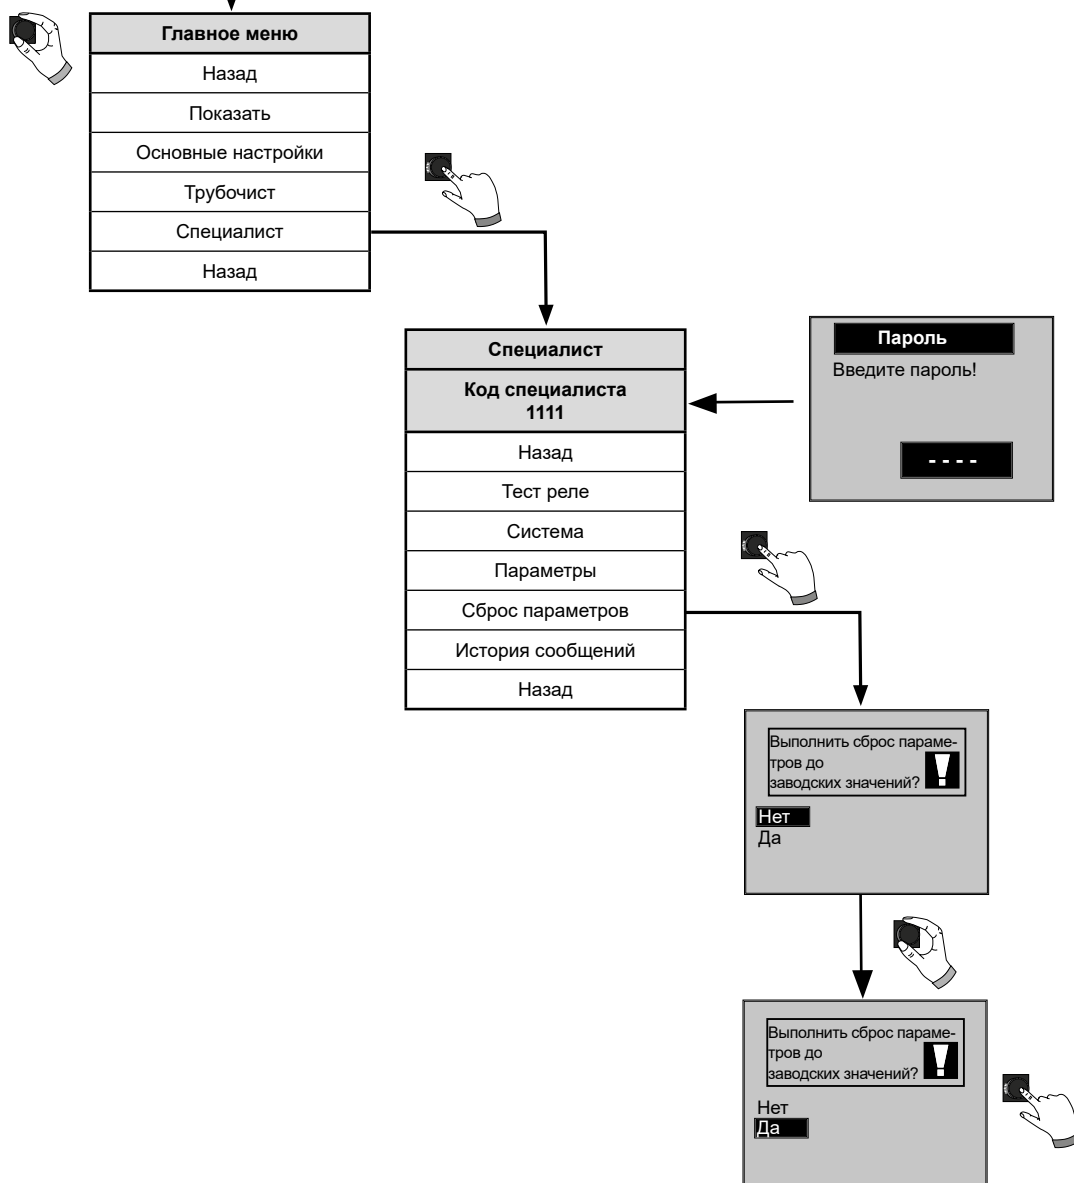 Главное меню
Назад
Показать
Основные настройки
Трубочист
Специалист
Назад
Специалист
Код специалиста
1111
Назад
Тест реле
Система
Параметры
Сброс параметров
История сообщений
Назад
Пароль
Введите пароль!
- - - -
Выполнить сброс параме-
тров до
заводских значений?
Нет
Да
Выполнить сброс параме-
тров до
заводских значений?
Нет
Да